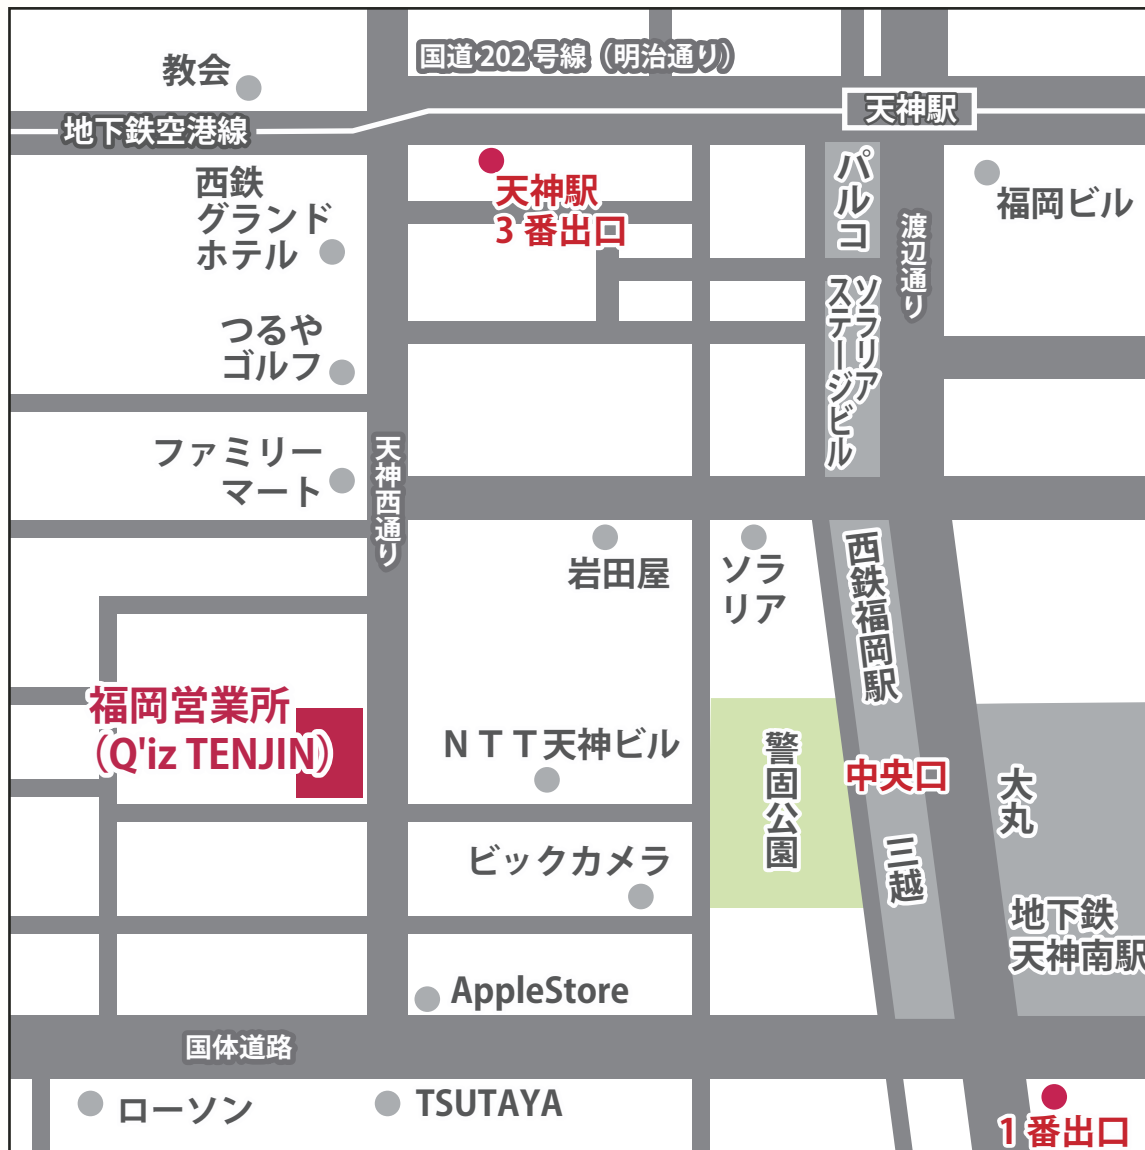 国道202号線（明治通り）
教会
天神駅
地下鉄空港線
パルコ
西鉄
グランド
ホテル
天神駅
3番出口
福岡ビル
渡辺通り
ソラリア
ステージビル
つるや
ゴルフ
ファミリー
マート
天神西通り
岩田屋
ソラ
リア
西鉄福岡駅
福岡営業所
（Q'iz TENJIN）
ＮＴＴ天神ビル
警固公園
中央口
大丸
ビックカメラ
三越
地下鉄
天神南駅
AppleStore
国体道路
ローソン
TSUTAYA
1番出口